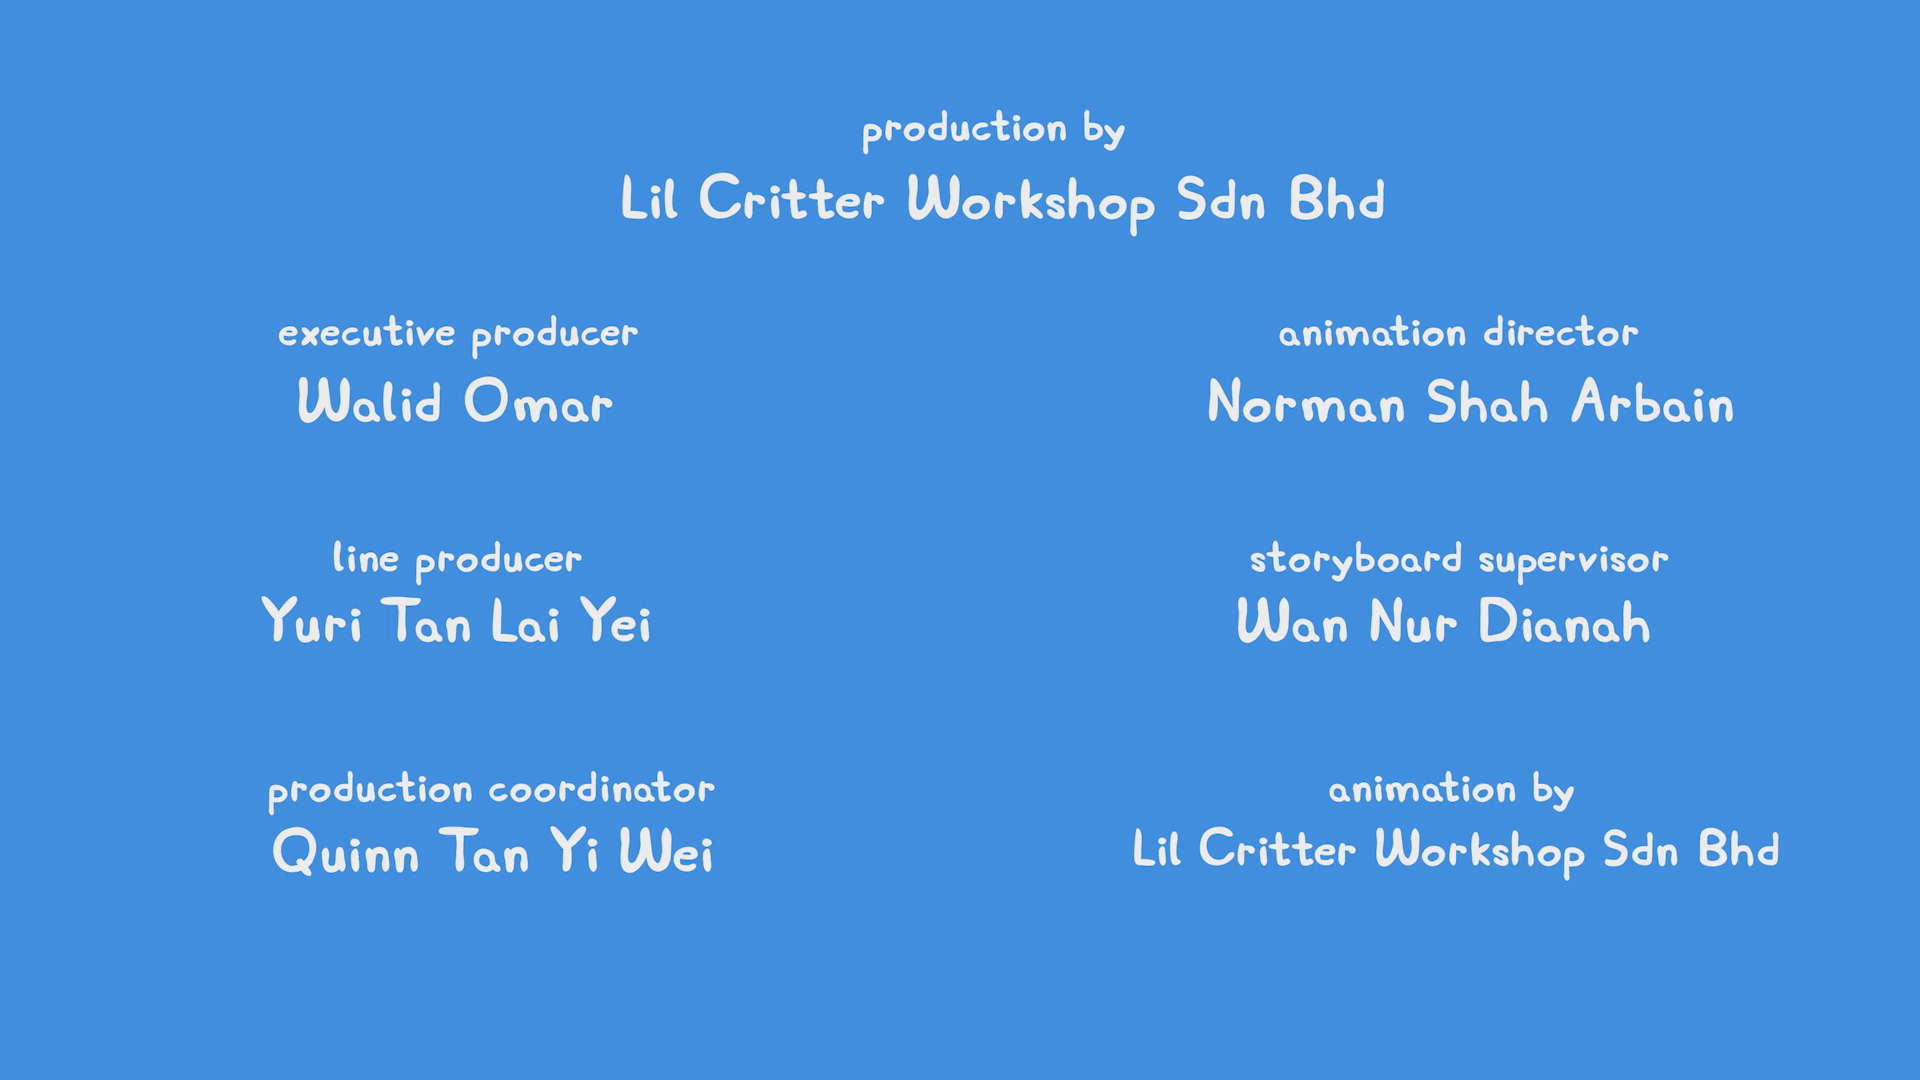 production by
Lil Critter Workshop Sdn Bhd
executive producer
Walid Omar
animation director
Norman Shah Arbain
line producer
Yuri Tan Lai Yei
storyboard supervisor
Wan Nur Dianah
production coordinator
Quinn Tan Yi Wei
animation by
Lil Critter Workshop Sdn Bhd